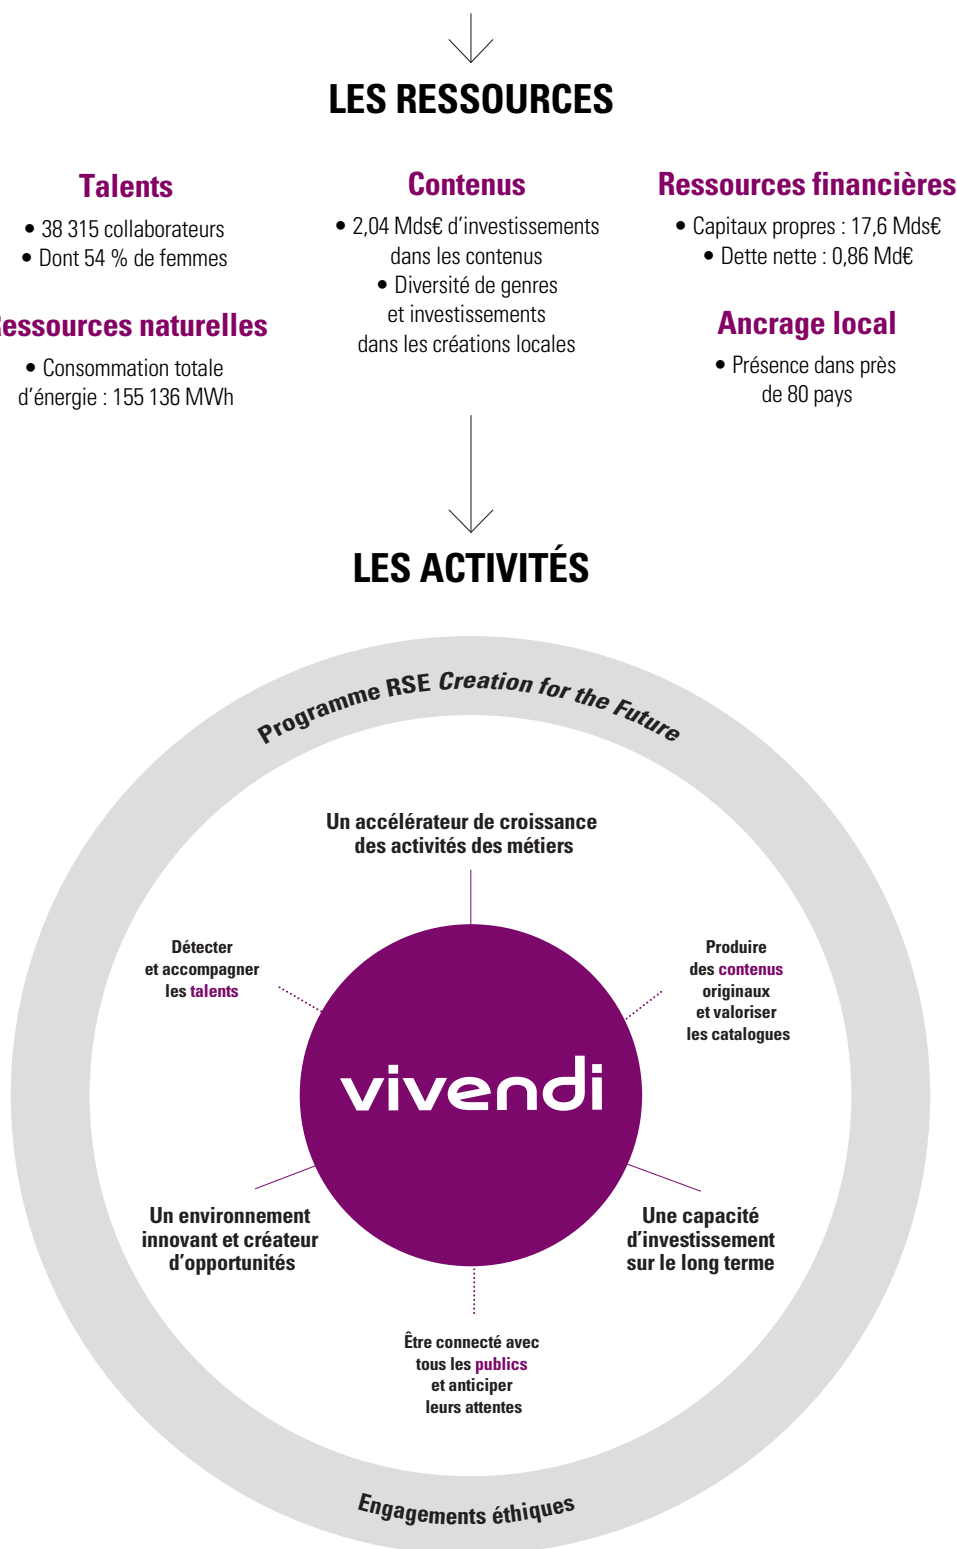 LES RESSOURCES
Talents
• 38 315 collaborateurs
• Dont 54 % de femmes
Ressources naturelles
• Consommation totale
d’énergie : 155 136 MWh
Contenus
• 2,04 Mds€ d’investissements
dans les contenus
• Diversité de genres
et investissements
dans les créations locales
Ressources financières
• Capitaux propres : 17,6 Mds€
• Dette nette : 0,86 Md€
Ancrage local
• Présence dans près
de 80 pays
LES ACTIVITÉS
Programme RSE Creation for the Future
Un accélérateur de croissance
des activités des métiers
Détecter
et accompagner
les talents
Produire
des contenus
originaux
et valoriser
les catalogues
vivendi
Un environnement
innovant et créateur
d’opportunités
Une capacité
d’investissement
sur le long terme
Être connecté avec
tous les publics
et anticiper
leurs attentes
Engagements éthiques